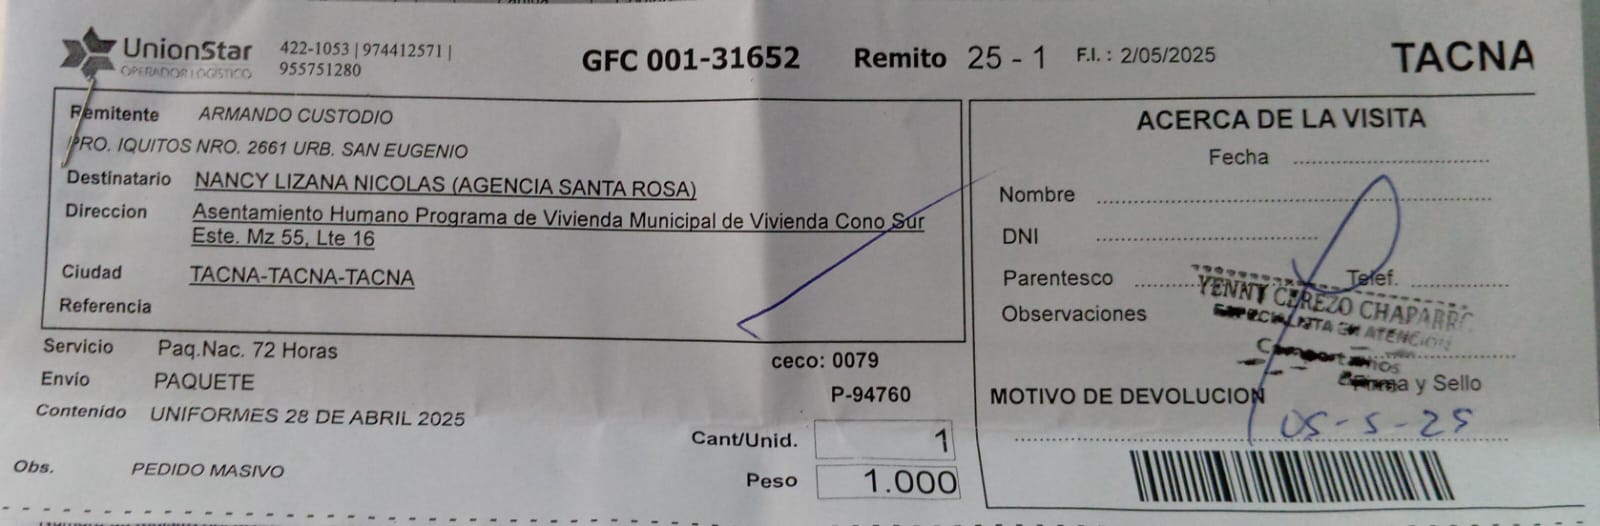 UnionStar
OPERADOR LOGISTICO
422-1053 | 974412571 |
955751280
GFC 001-31652 Remito 25 - 1 F.I. : 2/05/2025 TACNA
Remitente ARMANDO CUSTODIO
PRO. IQUITOS NRO. 2661 URB. SAN EUGENIO
Destinatario NANCY LIZANA NICOLAS (AGENCIA SANTA ROSA)
Direccion Asentamiento Humano Programa de Vivienda Municipal de Vivienda Cono Sur
Este. Mz 55, Lte 16
Ciudad TACNA-TACNA-TACNA
Referencia
Servicio Paq.Nac. 72 Horas
ceco: 0079
Envío PAQUETE
P-94760
Contenido UNIFORMES 28 DE ABRIL 2025
Cant/Unid. 1
Obs. PEDIDO MASIVO
Peso 1.000
ACERCA DE LA VISITA
Fecha
Nombre
DNI
Parentesco Telef.
YENNY CEREZO CHAPARRO
Observaciones
ESPECIALISTA EN ATENCION
Firma y Sello
MOTIVO DE DEVOLUCION
05-5-25